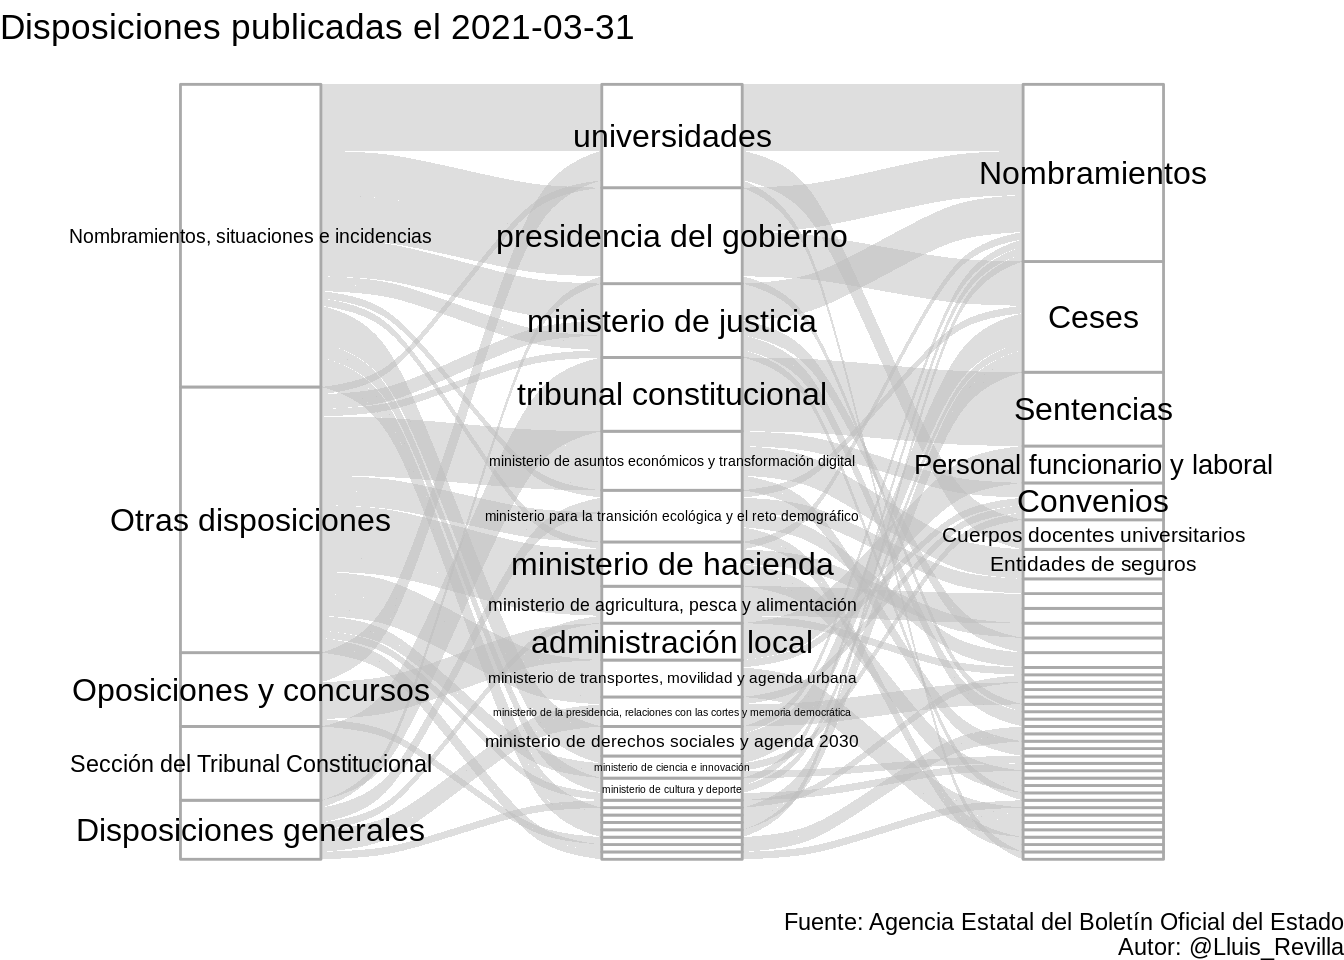 Disposiciones publicadas el 2021-03-31
Nombramientos, situaciones e incidencias
Otras disposiciones
Oposiciones y concursos
Sección del Tribunal Constitucional
Disposiciones generales
universidades
presidencia del gobierno
ministerio de justicia
tribunal constitucional
ministerio de asuntos económicos y transformación digital
ministerio para la transición ecológica y el reto demográfico
ministerio de hacienda
ministerio de agricultura, pesca y alimentación
administración local
ministerio de transportes, movilidad y agenda urbana
ministerio de la presidencia, relaciones con las cortes y memoria democrática
ministerio de derechos sociales y agenda 2030
ministerio de ciencia e innovación
ministerio de cultura y deporte
Nombramientos
Ceses
Sentencias
Personal funcionario y laboral
Convenios
Cuerpos docentes universitarios
Entidades de seguros
Fuente: Agencia Estatal del Boletín Oficial del Estado
Autor: @Lluis_Revilla